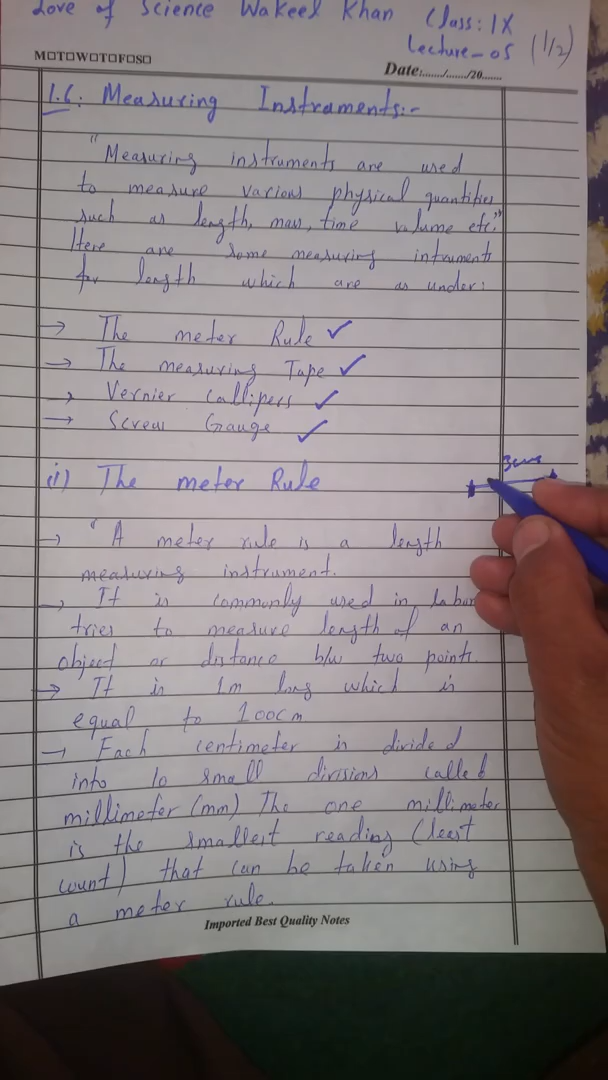 Love of Science Wakeel Khan Class: IX
Lecture-05 (1/2)
M□T□W□T□F□S□
Date:......./......./20.......
1.6: Measuring Instruments:-
"Measuring instruments are used
to measure various physical quantities
such as length, mass, time volume etc."
Here are some measuring intruments
for length which are as under:
→ The meter Rule ✓
→ The measuring Tape ✓
→ Vernier Callipers ✓
→ Screw Gauge ✓
(i) The meter Rule
3cm
→ "A meter rule is a length
measuring instrument.
→ It is commonly used in labor
tries to measure length of an
object or distance b/w two points.
→ It is 1m long which is
equal to 100cm
→ Each centimeter is divided
into 10 small divisions called
millimeter (mm) The one millimeter
is the smallest reading (least
count) that can be taken using
a meter rule.
Imported Best Quality Notes